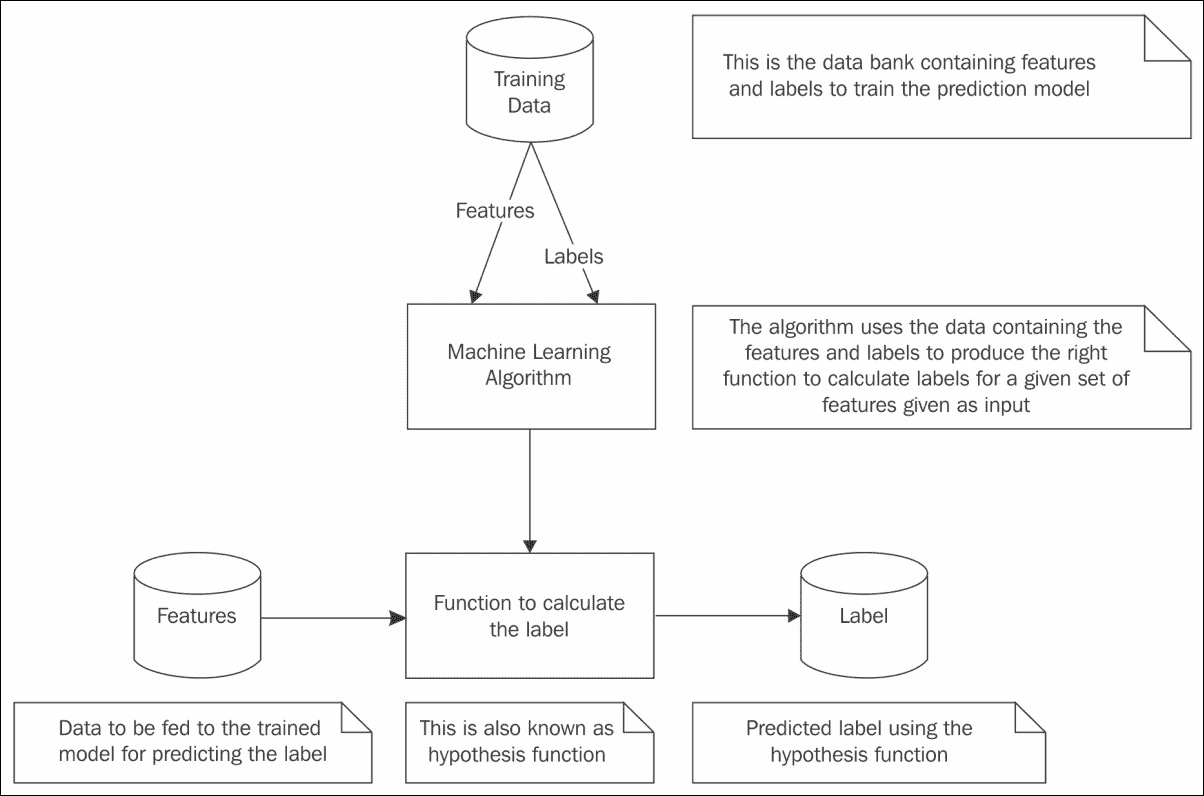 Training
Data
This is the data bank containing features
and labels to train the prediction model
Features
Labels
Machine Learning
Algorithm
The algorithm uses the data containing the
features and labels to produce the right
function to calculate labels for a given set of
features given as input
Features
Function to calculate
the label
Label
Data to be fed to the trained
model for predicting the label
This is also known as
hypothesis function
Predicted label using the
hypothesis function